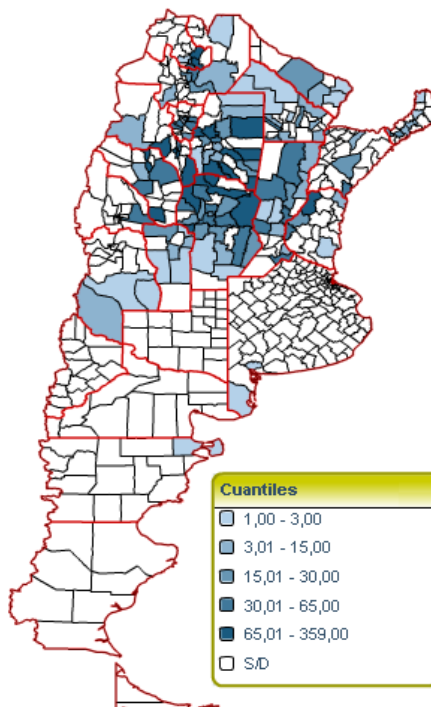 Cuantiles
1,00 - 3,00
3,01 - 15,00
15,01 - 30,00
30,01 - 65,00
65,01 - 359,00
S/D